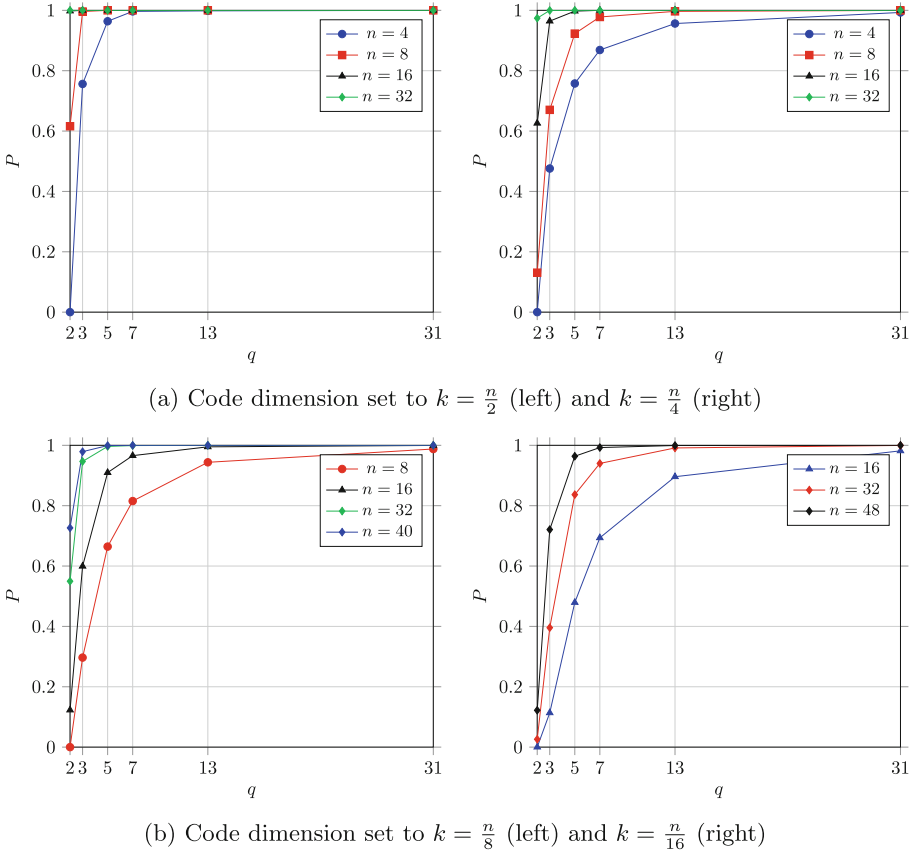 1
0.8
0.6
0.4
0.2
0
P
2 3 5 7 13 31
q
n = 4
n = 8
n = 16
n = 32
1
0.8
0.6
0.4
0.2
0
P
2 3 5 7 13 31
q
n = 4
n = 8
n = 16
n = 32
(a) Code dimension set to k = n/2 (left) and k = n/4 (right)
1
0.8
0.6
0.4
0.2
0
P
2 3 5 7 13 31
q
n = 8
n = 16
n = 32
n = 40
1
0.8
0.6
0.4
0.2
0
P
2 3 5 7 13 31
q
n = 16
n = 32
n = 48
(b) Code dimension set to k = n/8 (left) and k = n/16 (right)